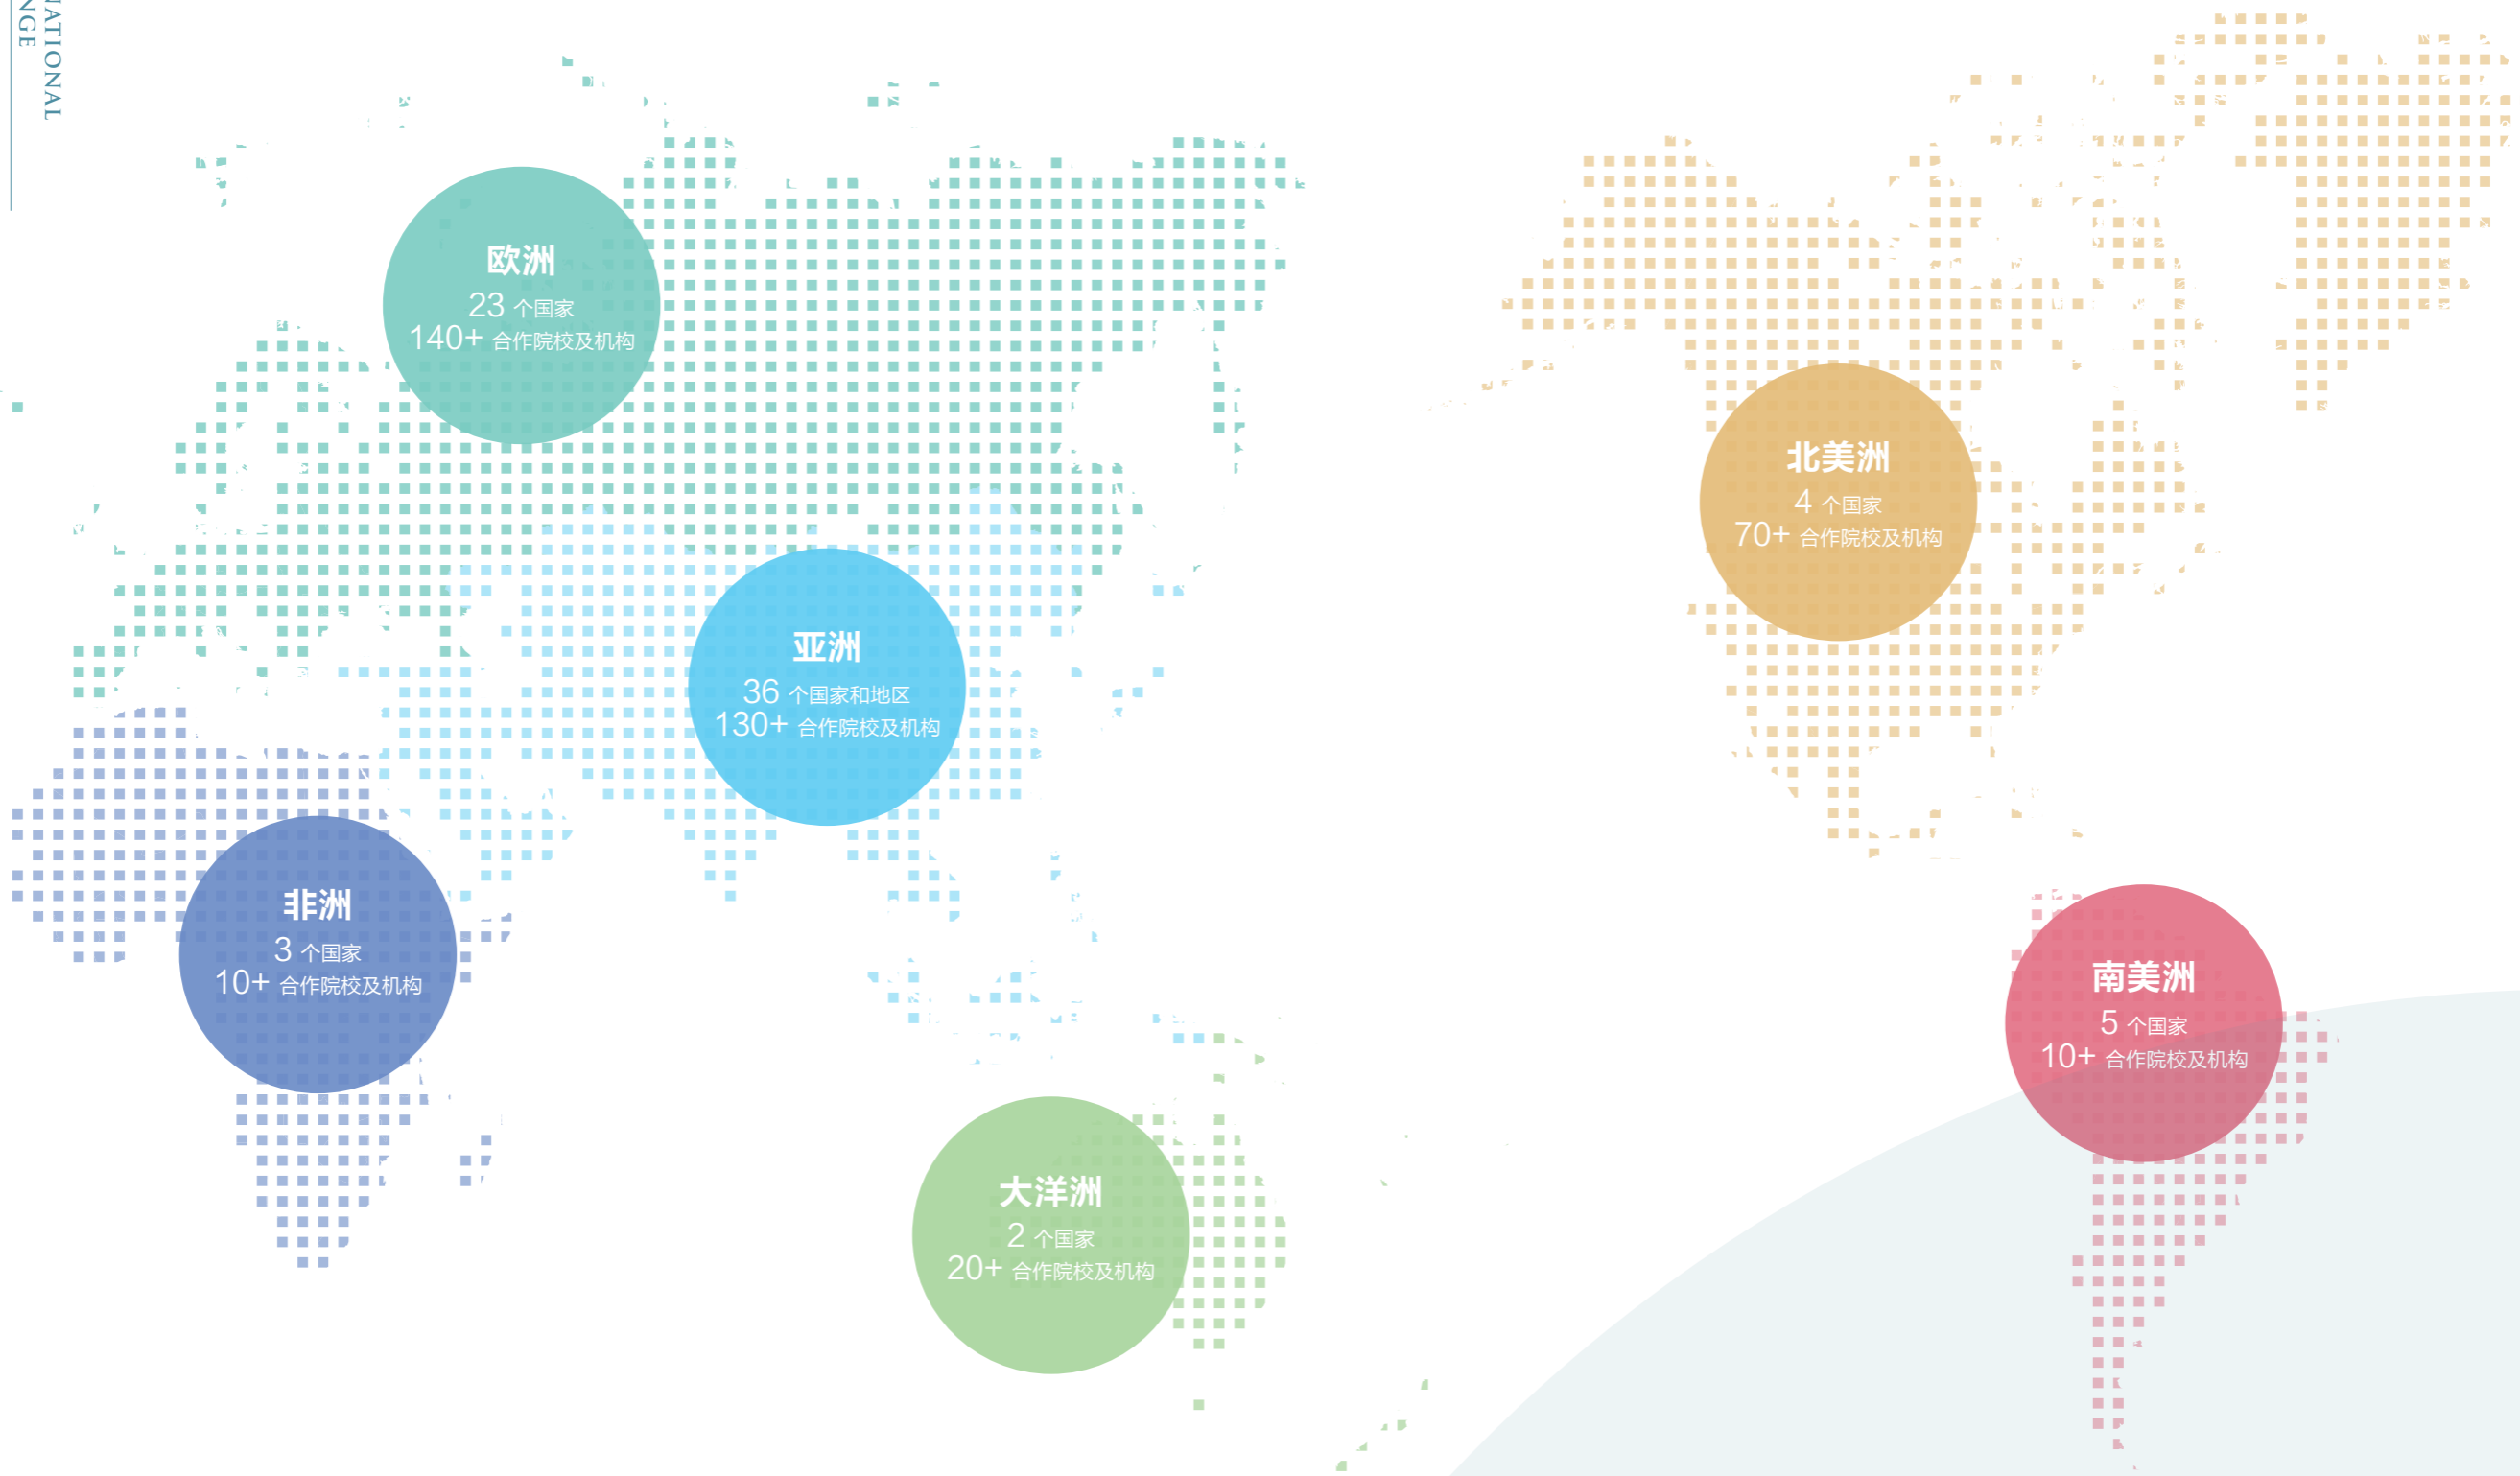 NATIONAL
欧洲
23 个国家
140+ 合作院校及机构
北美洲
4 个国家
70+ 合作院校及机构
亚洲
36 个国家和地区
130+ 合作院校及机构
非洲
3 个国家
10+ 合作院校及机构
南美洲
5 个国家
10+ 合作院校及机构
大洋洲
2 个国家
20+ 合作院校及机构